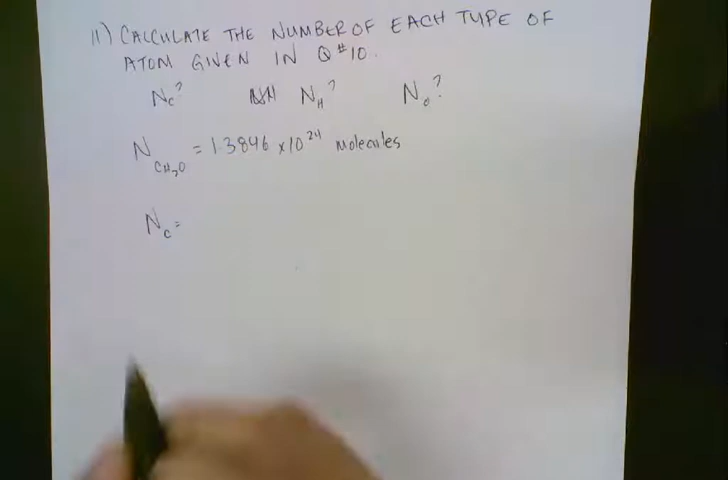 11) CALCULATE THE NUMBER OF EACH TYPE OF
ATOM GIVEN IN Q #10.
Nc? NH? No?
N CH2O = 1.3846 x 10^24 molecules
Nc =